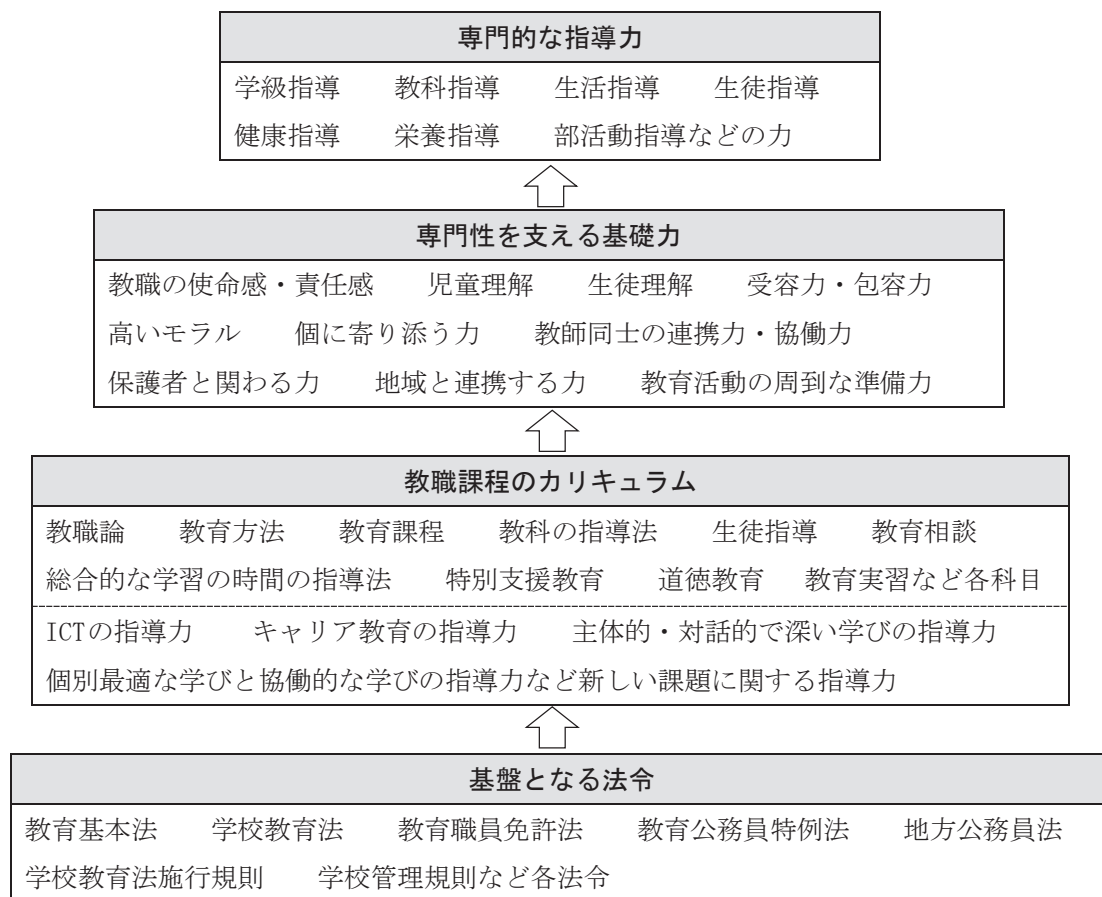 専門的な指導力
学級指導　教科指導　生活指導　生徒指導
健康指導　栄養指導　部活動指導などの力
専門性を支える基礎力
教職の使命感・責任感　児童理解　生徒理解　受容力・包容力
高いモラル　個に寄り添う力　教師同士の連携力・協働力
保護者と関わる力　地域と連携する力　教育活動の周到な準備力
教職課程のカリキュラム
教職論　教育方法　教育課程　教科の指導法　生徒指導　教育相談
総合的な学習の時間の指導法　特別支援教育　道徳教育　教育実習など各科目
ICTの指導力　キャリア教育の指導力　主体的・対話的で深い学びの指導力
個別最適な学びと協働的な学びの指導力など新しい課題に関する指導力
基盤となる法令
教育基本法　学校教育法　教育職員免許法　教育公務員特例法　地方公務員法
学校教育法施行規則　学校管理規則など各法令